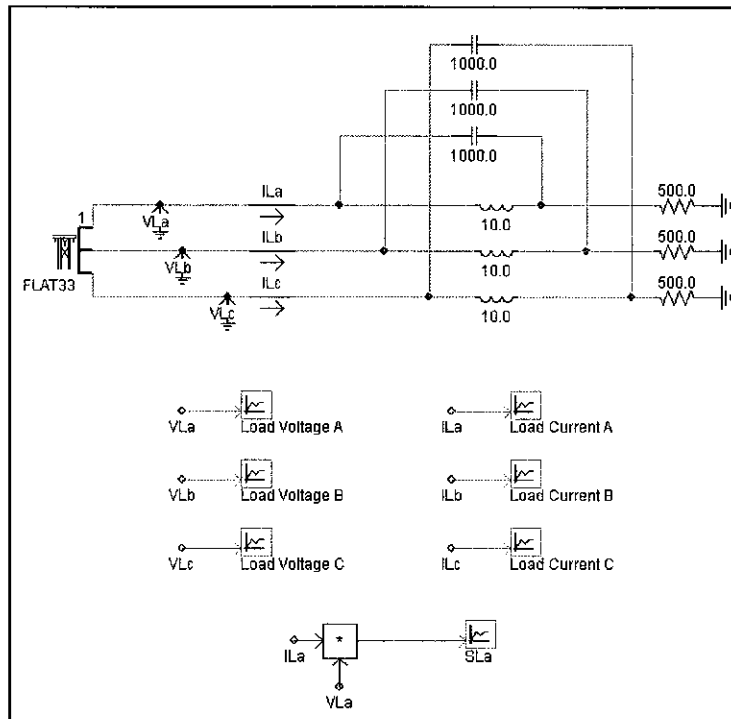 1000.0
1000.0
1000.0
1
VLa
ILa
500.0
10.0
VLb
ILb
500.0
10.0
FLAT33
VLc
ILc
500.0
10.0
VLa
Load Voltage A
ILa
Load Current A
VLb
Load Voltage B
ILb
Load Current B
VLc
Load Voltage C
ILc
Load Current C
ILa
*
SLa
VLa